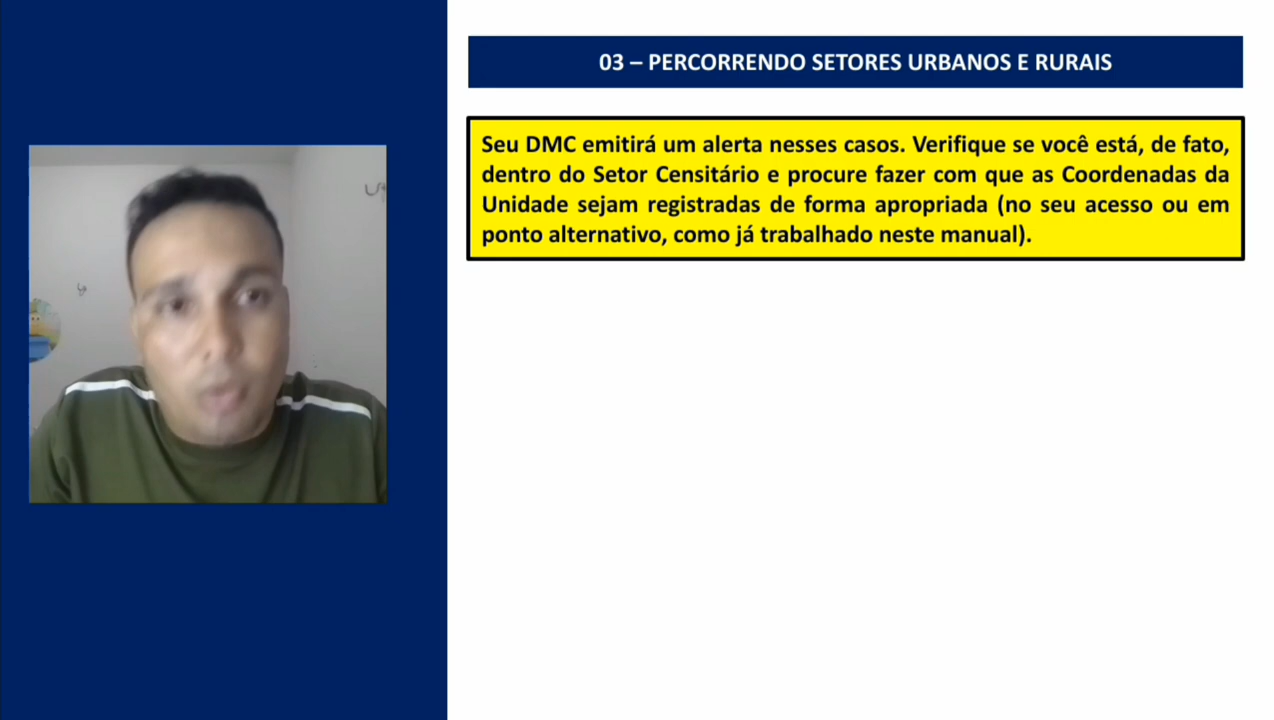 03 – PERCORRENDO SETORES URBANOS E RURAIS
Seu DMC emitirá um alerta nesses casos. Verifique se você está, de fato,
dentro do Setor Censitário e procure fazer com que as Coordenadas da
Unidade sejam registradas de forma apropriada (no seu acesso ou em
ponto alternativo, como já trabalhado neste manual).